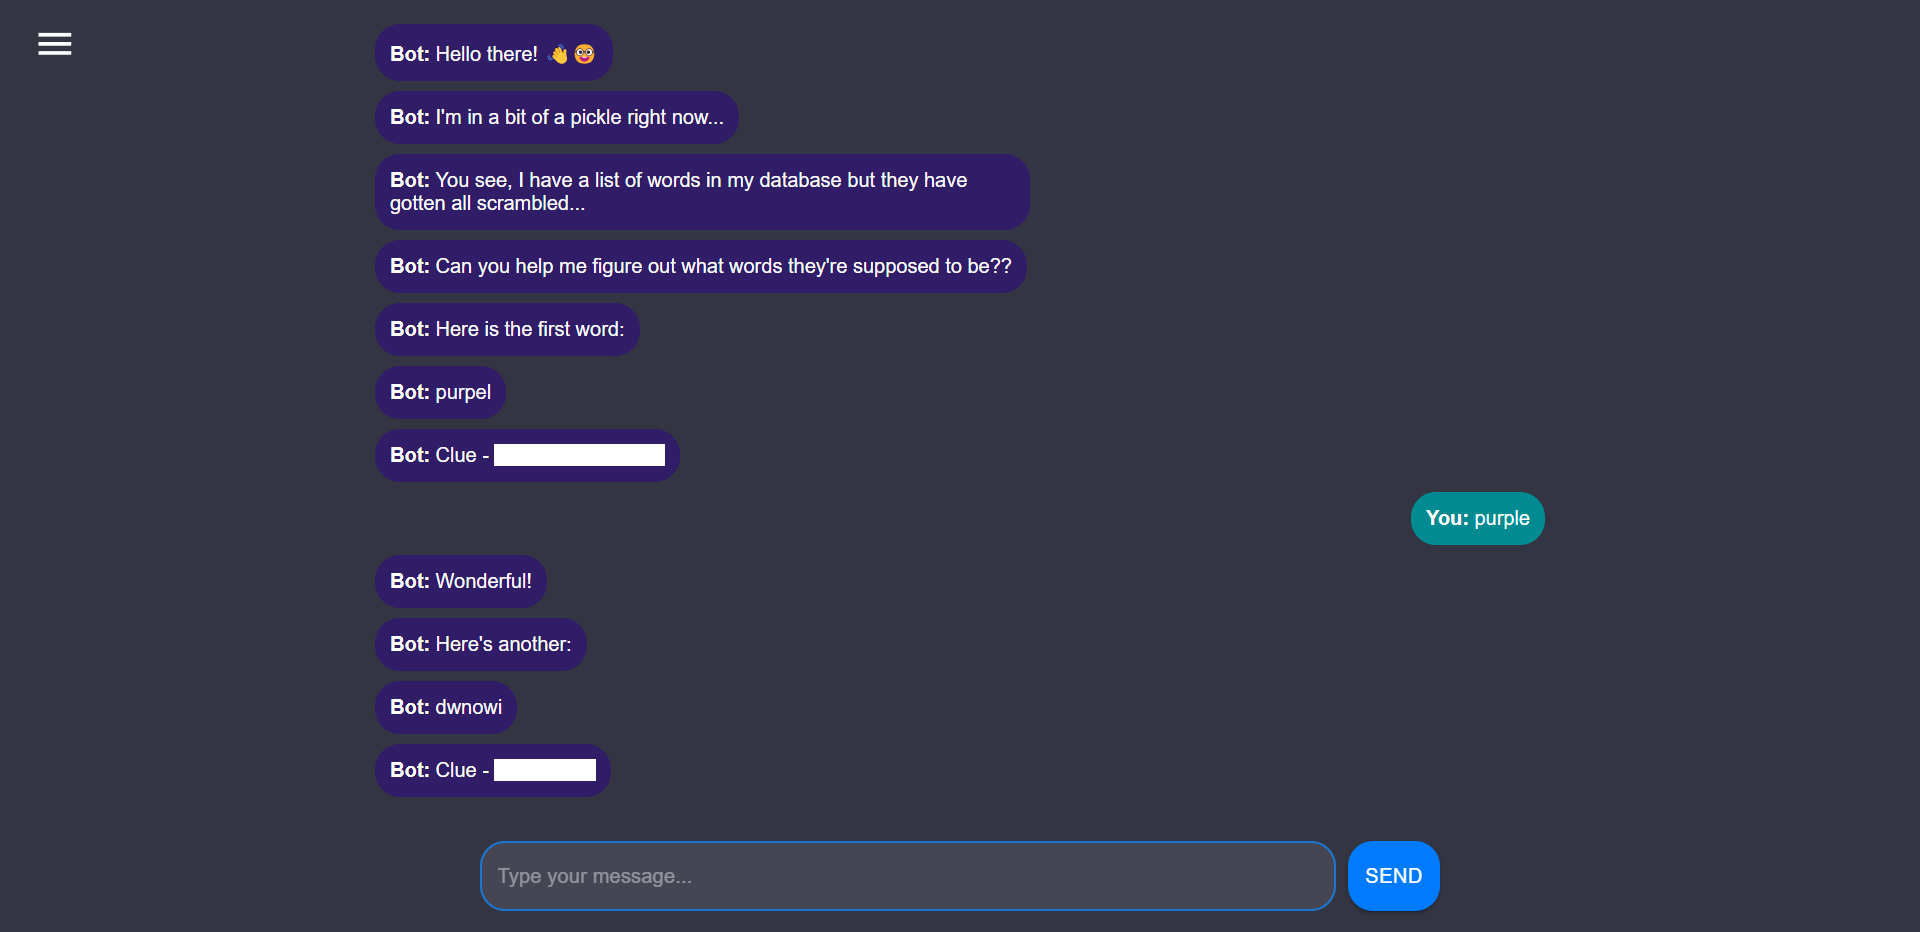 Bot: Hello there! 👋🤓
Bot: I'm in a bit of a pickle right now...
Bot: You see, I have a list of words in my database but they have
gotten all scrambled...
Bot: Can you help me figure out what words they're supposed to be??
Bot: Here is the first word:
Bot: purpel
Bot: Clue -
You: purple
Bot: Wonderful!
Bot: Here's another:
Bot: dwnowi
Bot: Clue -
Type your message...
SEND